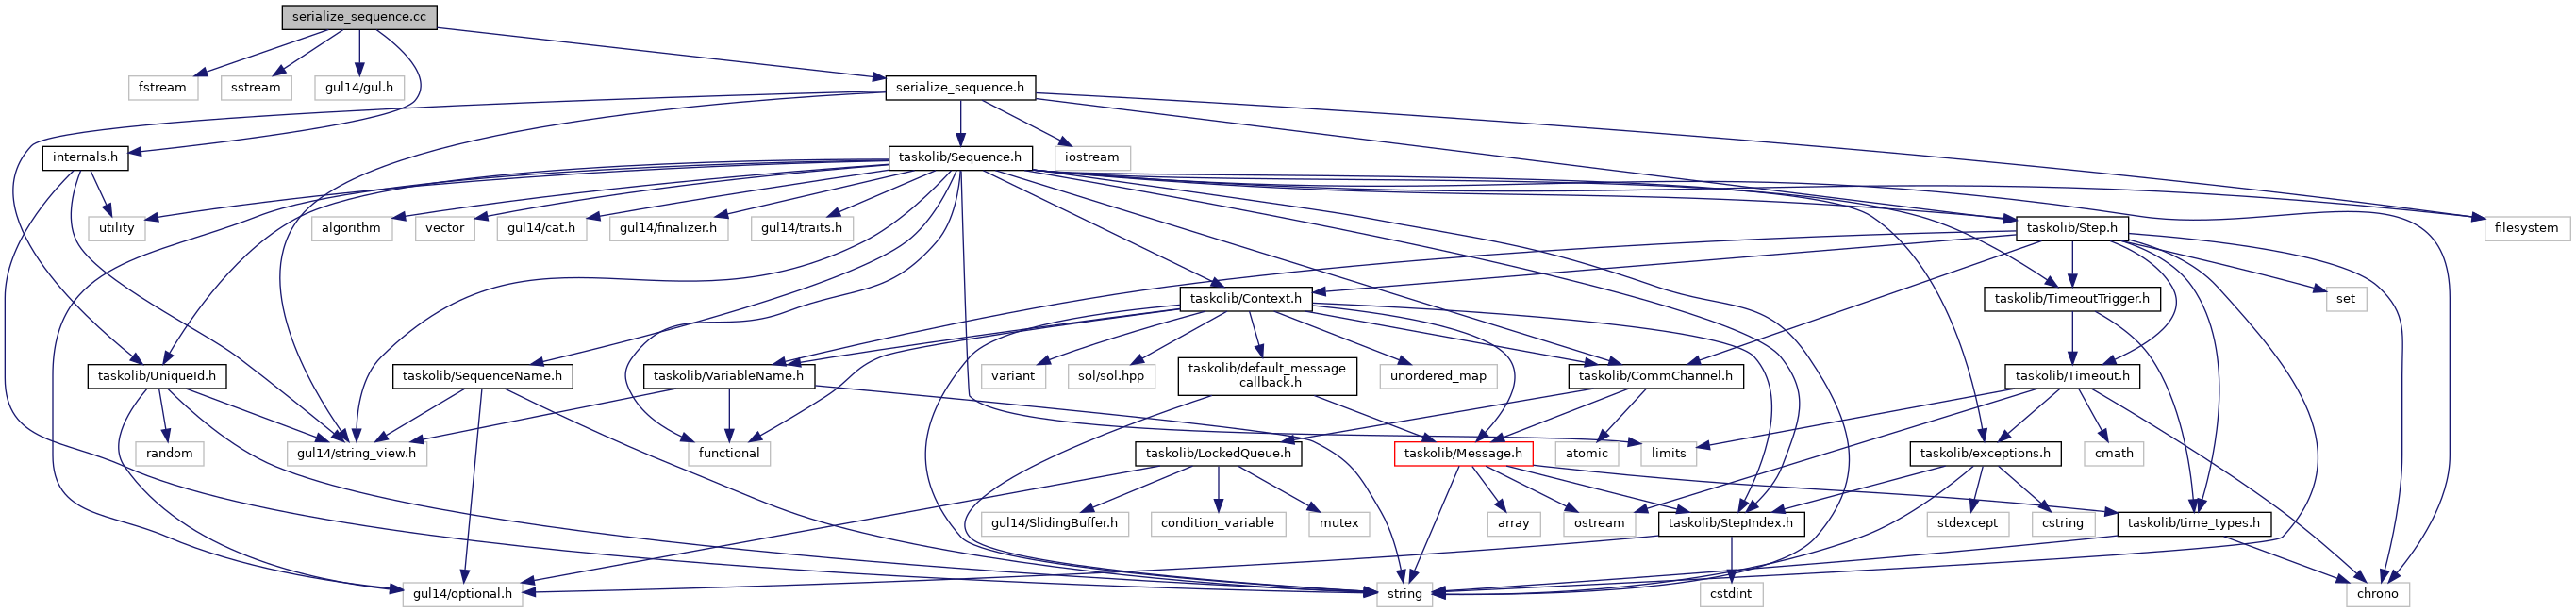 serialize_sequence.cc
fstream
sstream
gul14/gul.h
serialize_sequence.h
internals.h
taskolib/Sequence.h
iostream
utility
algorithm
vector
gul14/cat.h
gul14/finalizer.h
gul14/traits.h
taskolib/Step.h
filesystem
taskolib/Context.h
taskolib/TimeoutTrigger.h
set
taskolib/UniqueId.h
taskolib/SequenceName.h
taskolib/VariableName.h
variant
sol/sol.hpp
taskolib/default_message
_callback.h
unordered_map
taskolib/CommChannel.h
taskolib/Timeout.h
random
gul14/string_view.h
functional
taskolib/LockedQueue.h
taskolib/Message.h
atomic
limits
taskolib/exceptions.h
cmath
gul14/SlidingBuffer.h
condition_variable
mutex
array
ostream
taskolib/StepIndex.h
stdexcept
cstring
taskolib/time_types.h
gul14/optional.h
string
cstdint
chrono